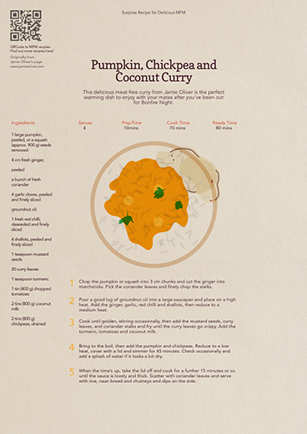 Surprise Recipe for Delicious MFM
QRCode to MFM recipes.
Find out more recipes here!
Originally from
Jamie Oliver's page
www.jamieoliver.com
Pumpkin, Chickpea and
Coconut Curry
This delicious meat-free curry from Jamie Oliver is the perfect
warming dish to enjoy with your mates after you've been out
for Bonfire Night.
Ingredients
Serves
4
Prep Time
10mins
Cook Time
70 mins
Ready Time
80 mins
1 large pumpkin,
peeled, or a squash
(approx. 900 g) seeds
removed
4 cm fresh ginger,
peeled
a bunch of fresh
coriander
4 garlic cloves, peeled
and finely sliced
groundnut oil
1 fresh red chilli,
deseeded and finely
sliced
4 shallots, peeled and
finely sliced
1 teaspoon mustard
seeds
20 curry leaves
1 teaspoon turmeric
1 tin (400 g) chopped
tomatoes
2 tins (800 g) coconut
milk
2 tins (800 g)
chickpeas, drained
1 Chop the pumpkin or squash into 3 cm chunks and cut the ginger into
matchsticks. Pick the coriander leaves and finely chop the stalks.
2 Pour a good lug of groundnut oil into a large saucepan and place on a high
heat. Add the ginger, garlic, red chilli and shallots, then reduce to a
medium heat.
3 Cook until golden, stirring occasionally, then add the mustard seeds, curry
leaves, and coriander stalks and fry until the curry leaves go crispy. Add the
turmeric, tomatoes and coconut milk.
4 Bring to the boil, then add the pumpkin and chickpeas. Reduce to a low
heat, cover with a lid and simmer for 45 minutes. Check occasionally and
add a splash of water if it looks a bit dry.
5 When the time's up, take the lid off and cook for a further 15 minutes or so
until the sauce is lovely and thick. Scatter with coriander leaves and serve
with rice, naan bread and chutneys and dips on the side.